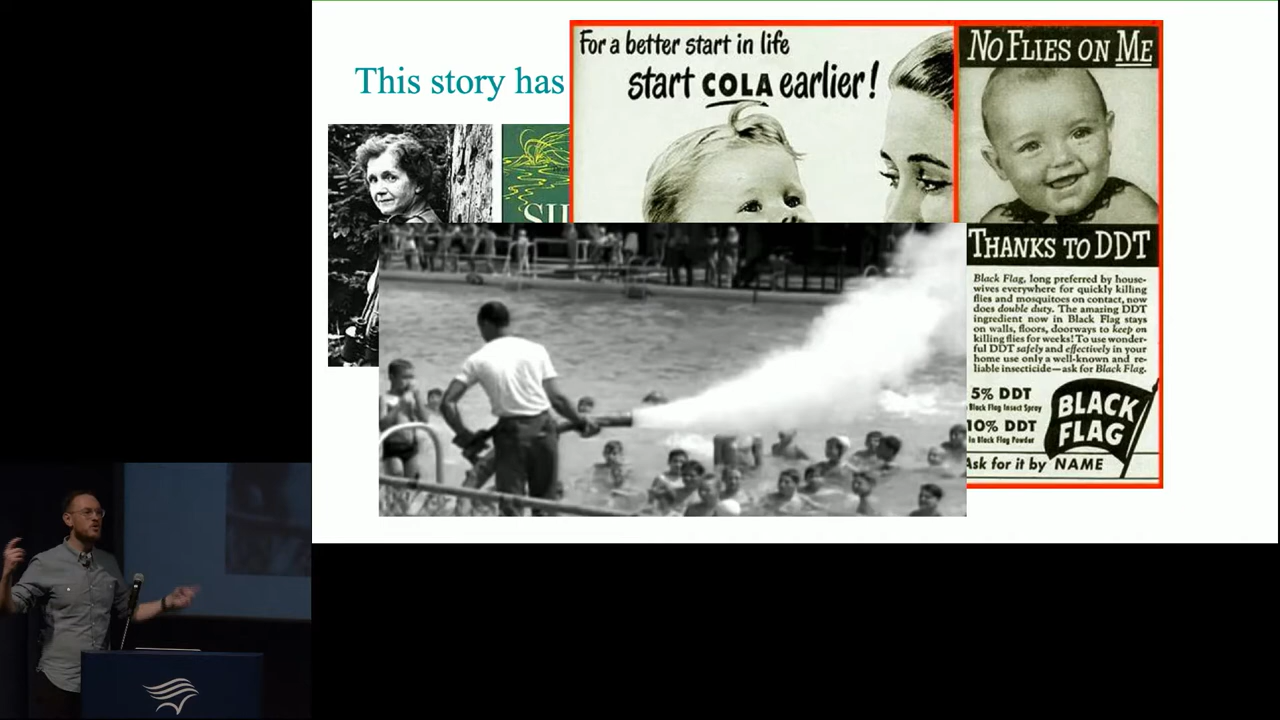 This story has
SI
For a better start in life
start COLA earlier!
NO FLIES ON ME
THANKS TO DDT
Black Flag, long preferred by house-
wives everywhere for quickly killing
flies and mosquitoes on contact, now
does double duty. The amazing DDT
ingredient now in Black Flag stays
on walls, floors, doorways to keep on
killing flies for weeks! To use wonder-
ful DDT safely and effectively in your
home use only a well-known and re-
liable insecticide—ask for Black Flag.
5% DDT
in Black Flag Insect Spray
10% DDT
in Black Flag Powder
BLACK
FLAG
Ask for it by NAME